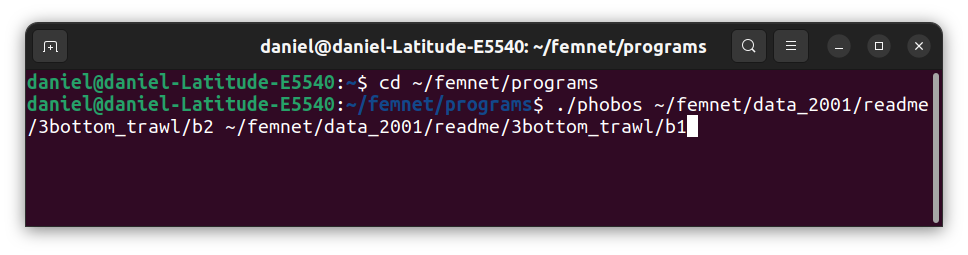 daniel@daniel-Latitude-E5540: ~/femnet/programs
daniel@daniel-Latitude-E5540:~$ cd ~/femnet/programs
daniel@daniel-Latitude-E5540:~/femnet/programs$ ./phobos ~/femnet/data_2001/readme
/3bottom_trawl/b2 ~/femnet/data_2001/readme/3bottom_trawl/b1